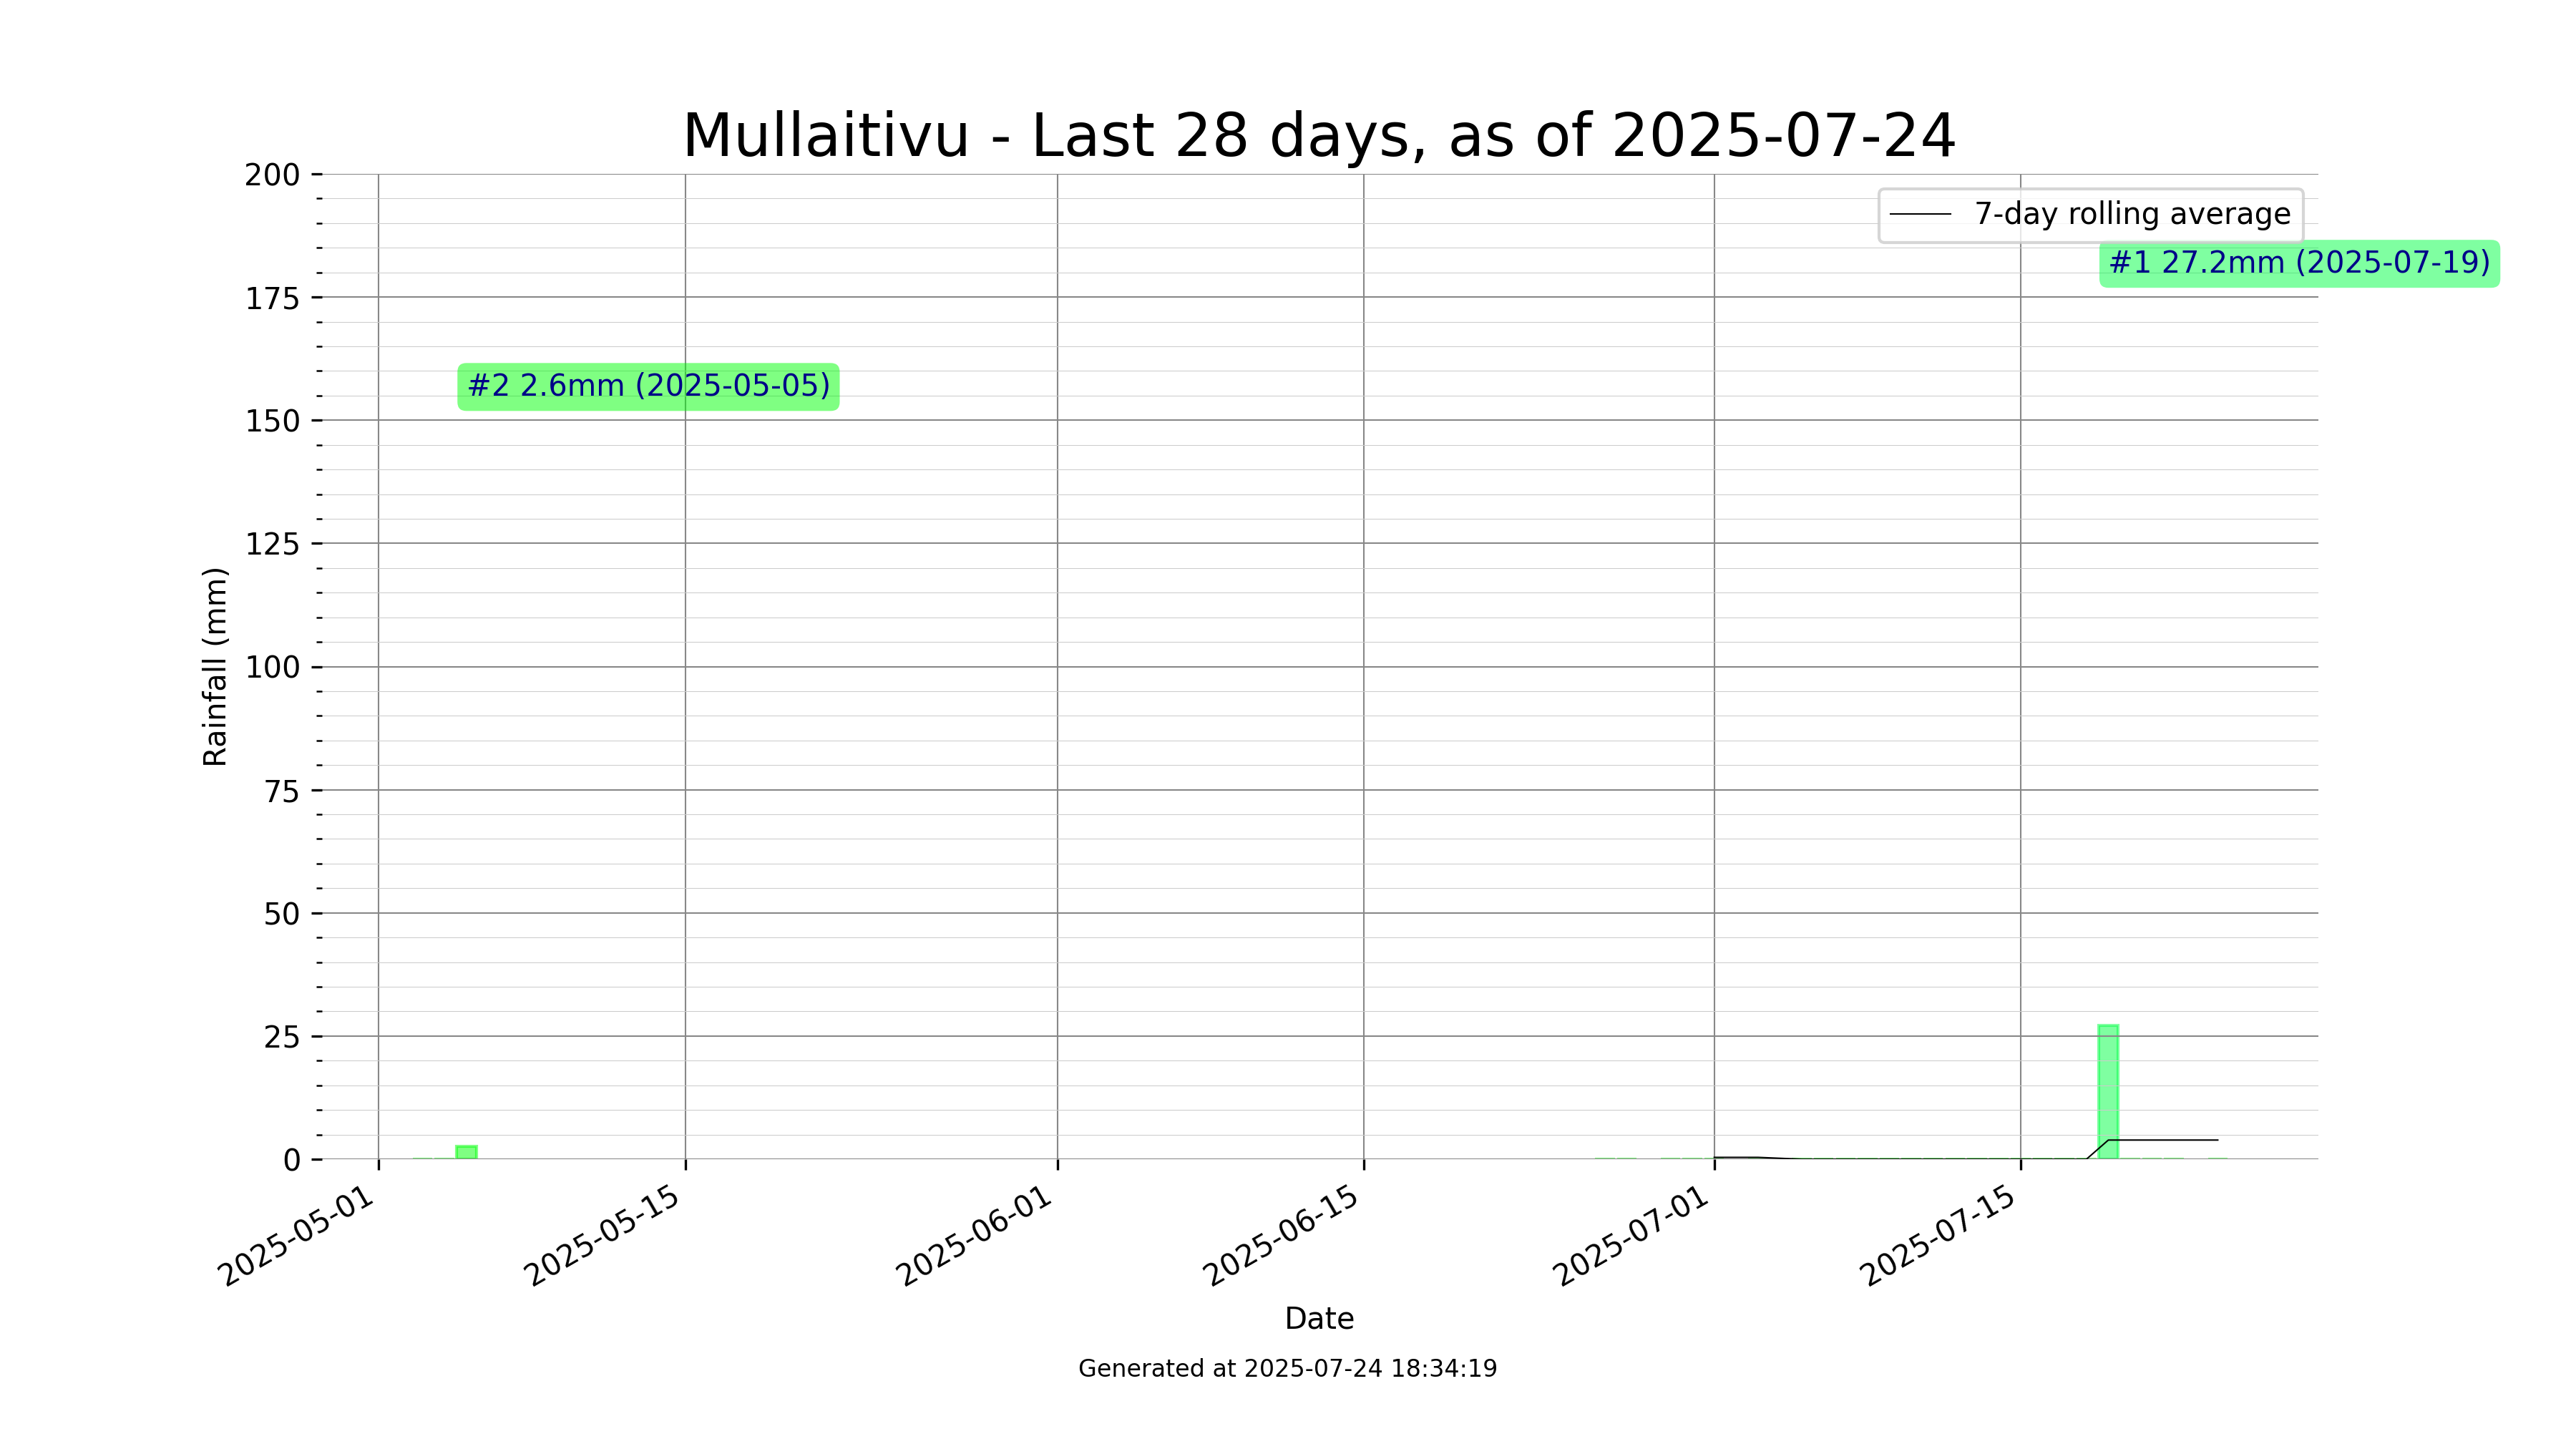 Mullaitivu - Last 28 days, as of 2025-07-24
7-day rolling average
#1 27.2mm (2025-07-19)
#2 2.6mm (2025-05-05)
Rainfall (mm)
200
175
150
125
100
75
50
25
0
2025-05-01
2025-05-15
2025-06-01
2025-06-15
2025-07-01
2025-07-15
Date
Generated at 2025-07-24 18:34:19